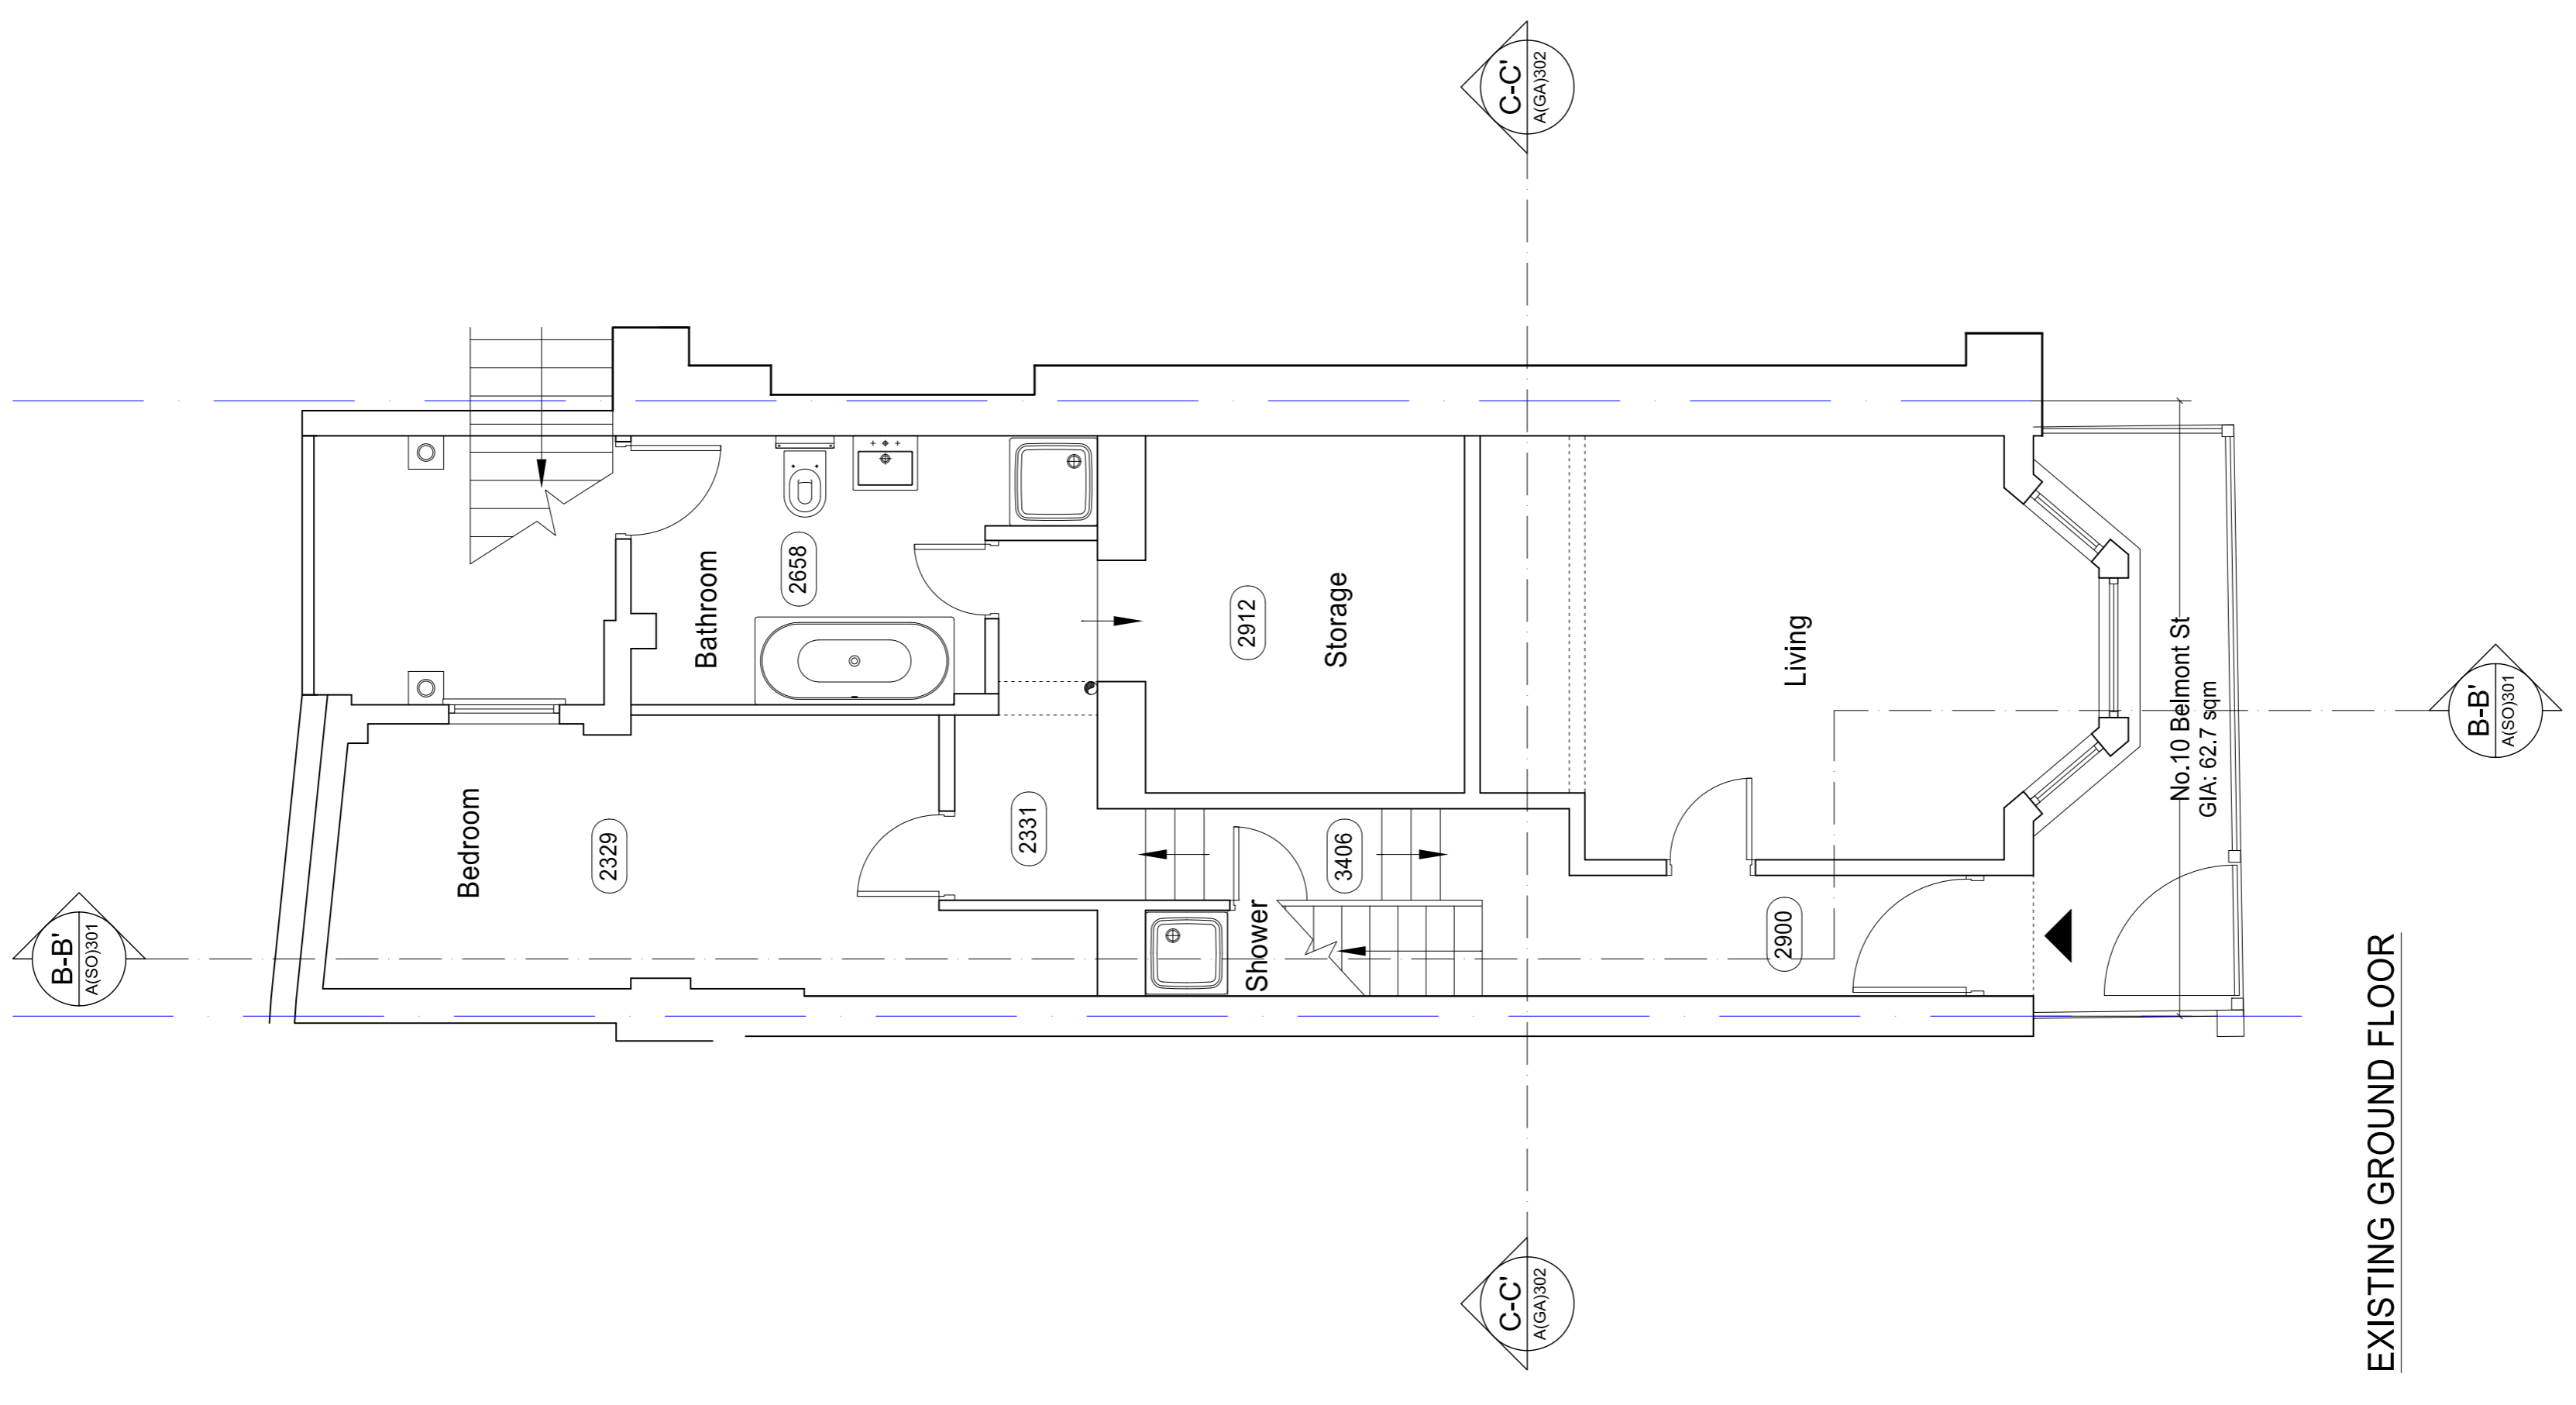 B-B'
A(SO)301
Bedroom
2329
Bathroom
2658
2331
2912
Storage
3406
Shower
C-C'
A(GA)302
C-C'
A(GA)302
Living
2900
No.10 Belmont St
GIA: 62.7 sqm
B-B'
A(SO)301
EXISTING GROUND FLOOR